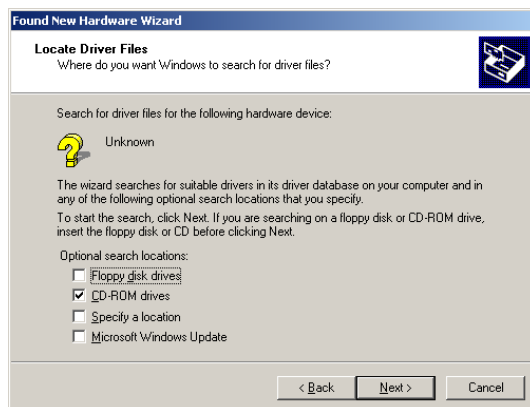 Found New Hardware Wizard
Locate Driver Files
Where do you want Windows to search for driver files?
Search for driver files for the following hardware device:
Unknown
The wizard searches for suitable drivers in its driver database on your computer and in
any of the following optional search locations that you specify.
To start the search, click Next. If you are searching on a floppy disk or CD-ROM drive,
insert the floppy disk or CD before clicking Next.
Optional search locations:
Floppy disk drives
CD-ROM drives
Specify a location
Microsoft Windows Update
< Back Next > Cancel